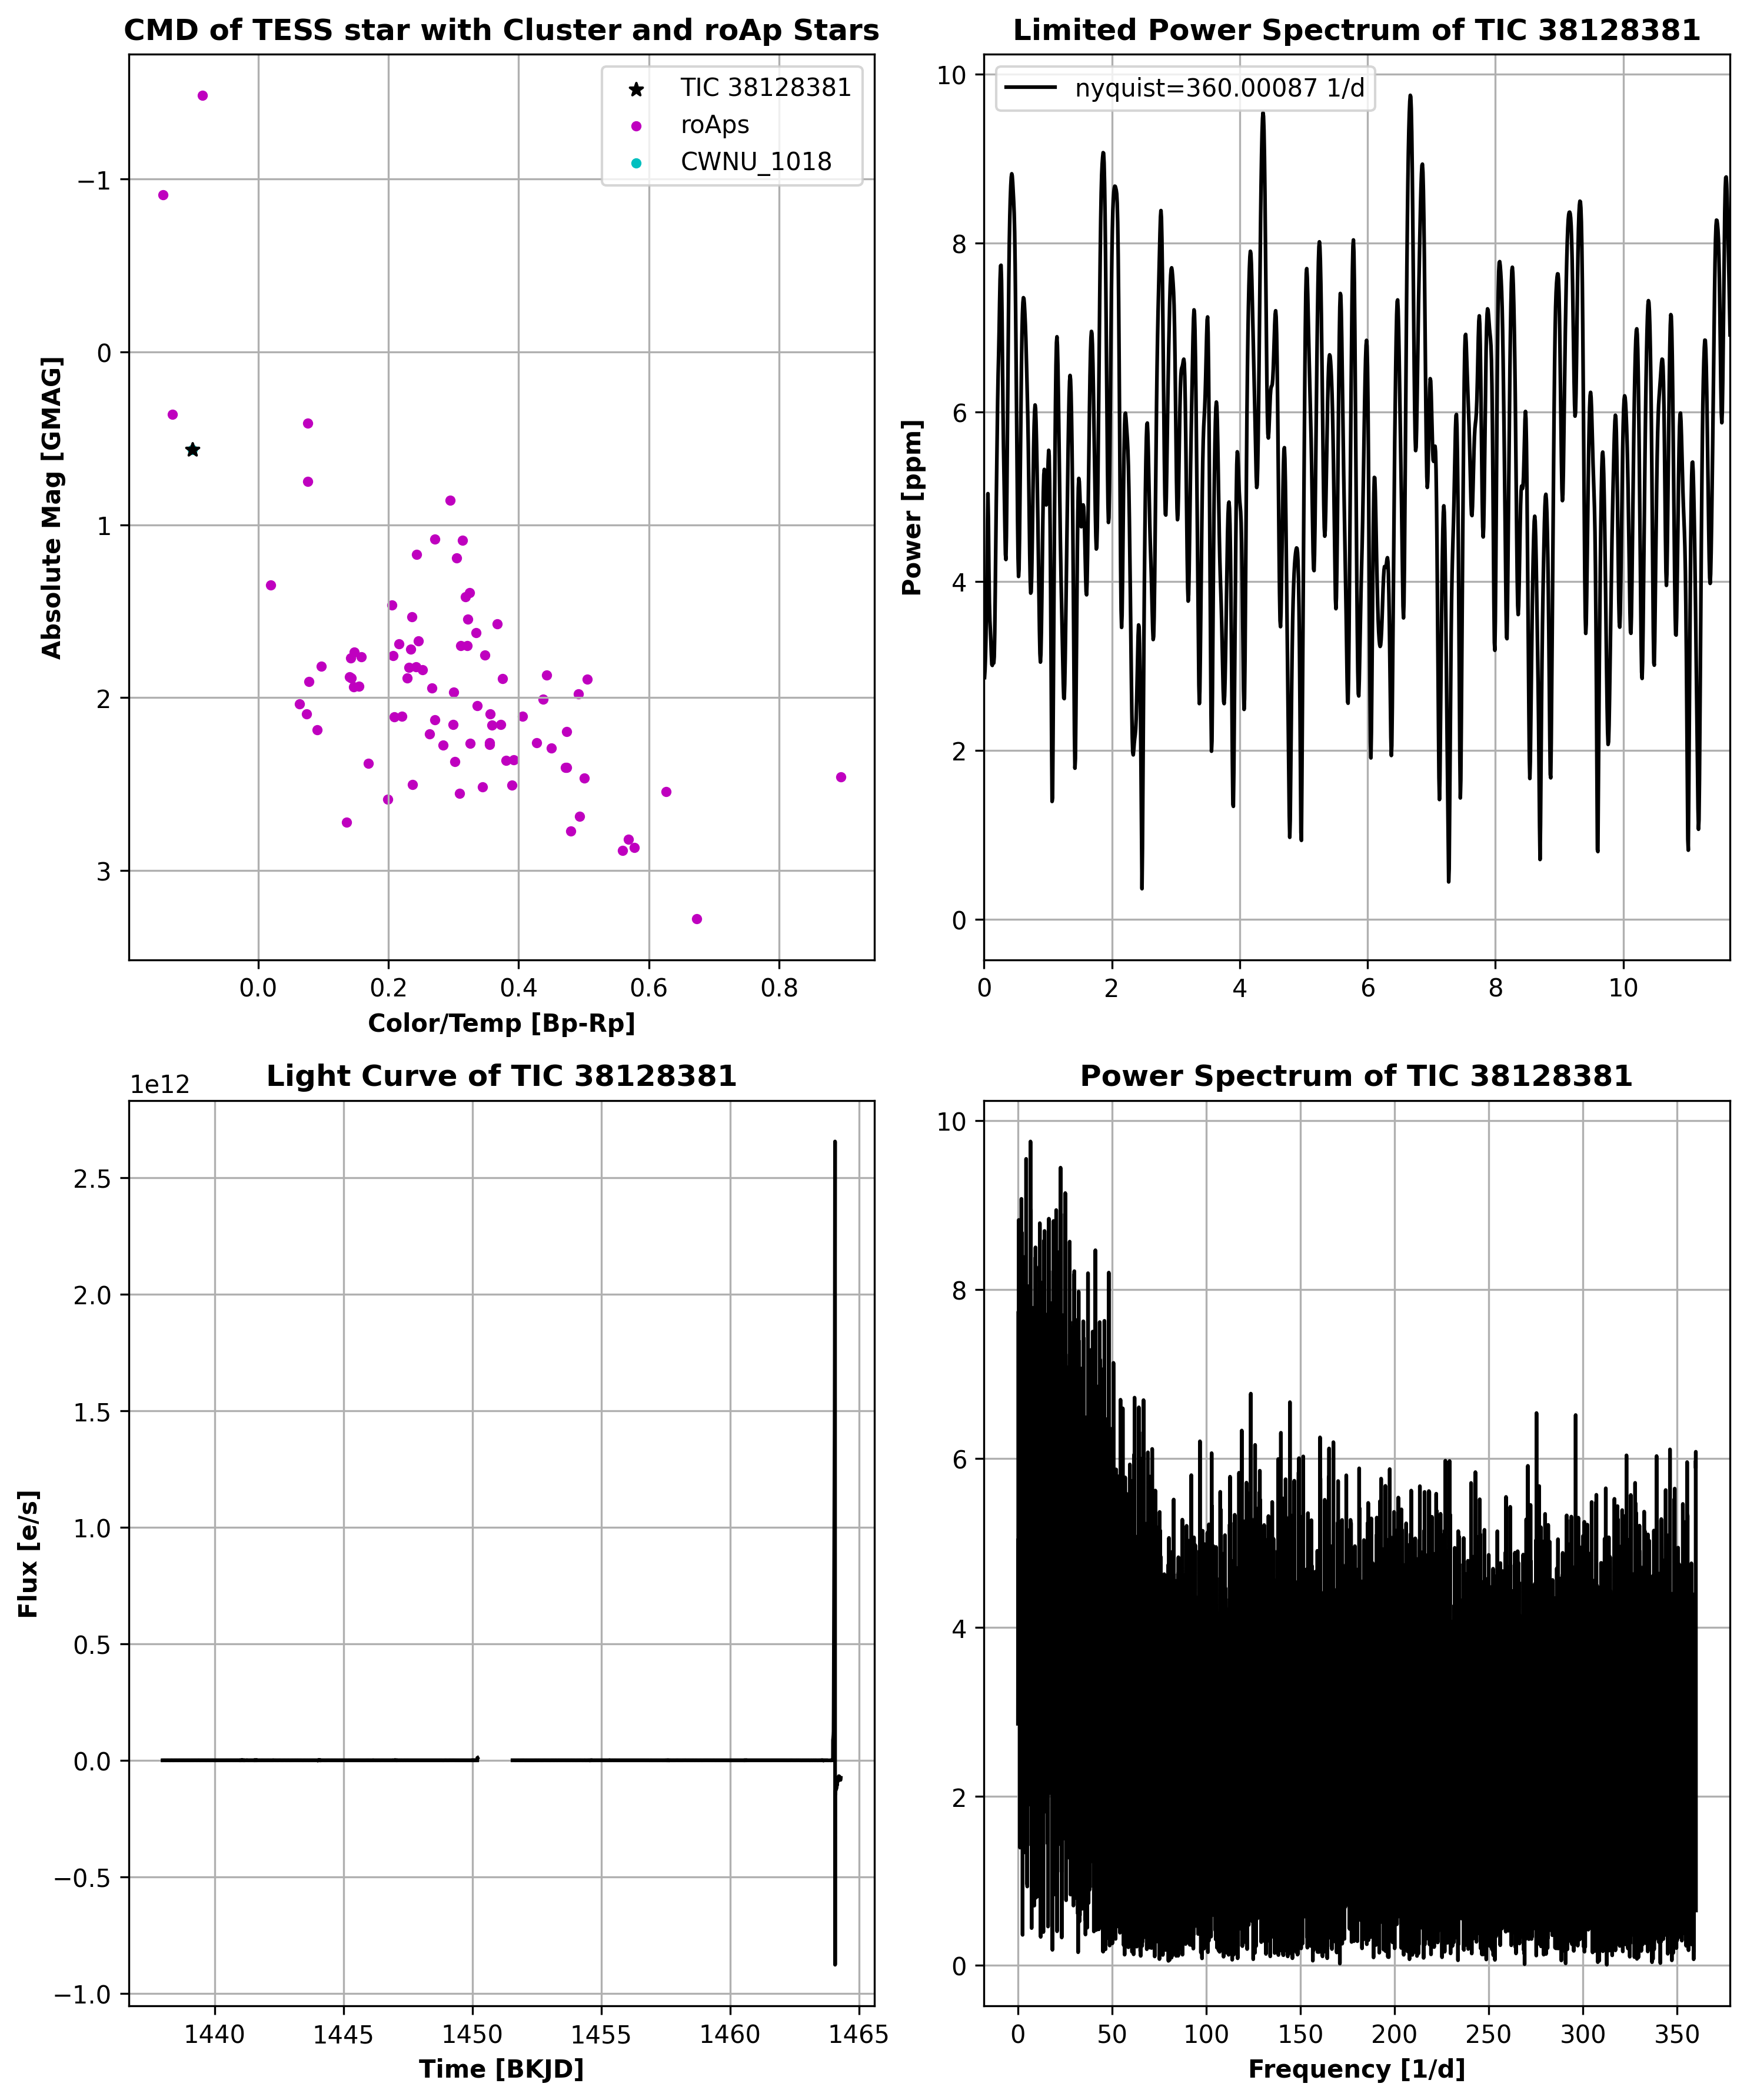 CMD of TESS star with Cluster and roAp Stars
TIC 38128381
roAps
CWNU_1018
Absolute Mag [GMAG]
−1
0
1
2
3
0.0 0.2 0.4 0.6 0.8
Color/Temp [Bp-Rp]
Limited Power Spectrum of TIC 38128381
nyquist=360.00087 1/d
Power [ppm]
10
8
6
4
2
0
0 2 4 6 8 10
Light Curve of TIC 38128381
1e12
Flux [e/s]
2.5
2.0
1.5
1.0
0.5
0.0
−0.5
−1.0
1440 1445 1450 1455 1460 1465
Time [BKJD]
Power Spectrum of TIC 38128381
10
8
6
4
2
0
0 50 100 150 200 250 300 350
Frequency [1/d]